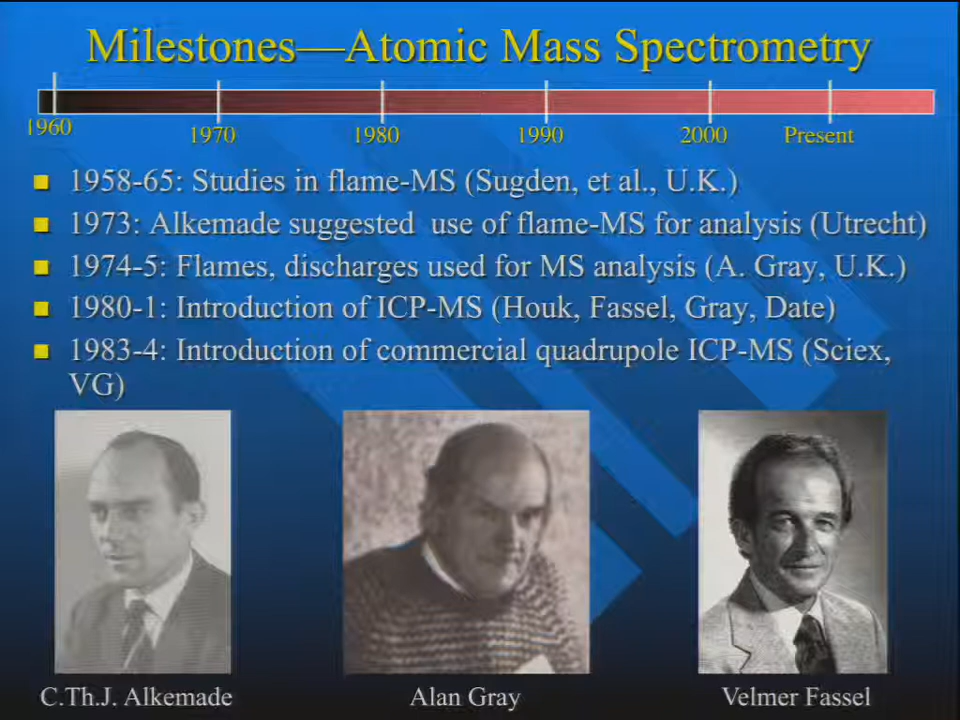 Milestones—Atomic Mass Spectrometry
1960 1970 1980 1990 2000 Present
1958-65: Studies in flame-MS (Sugden, et al., U.K.)
1973: Alkemade suggested use of flame-MS for analysis (Utrecht)
1974-5: Flames, discharges used for MS analysis (A. Gray, U.K.)
1980-1: Introduction of ICP-MS (Houk, Fassel, Gray, Date)
1983-4: Introduction of commercial quadrupole ICP-MS (Sciex,
VG)
C.Th.J. Alkemade Alan Gray Velmer Fassel